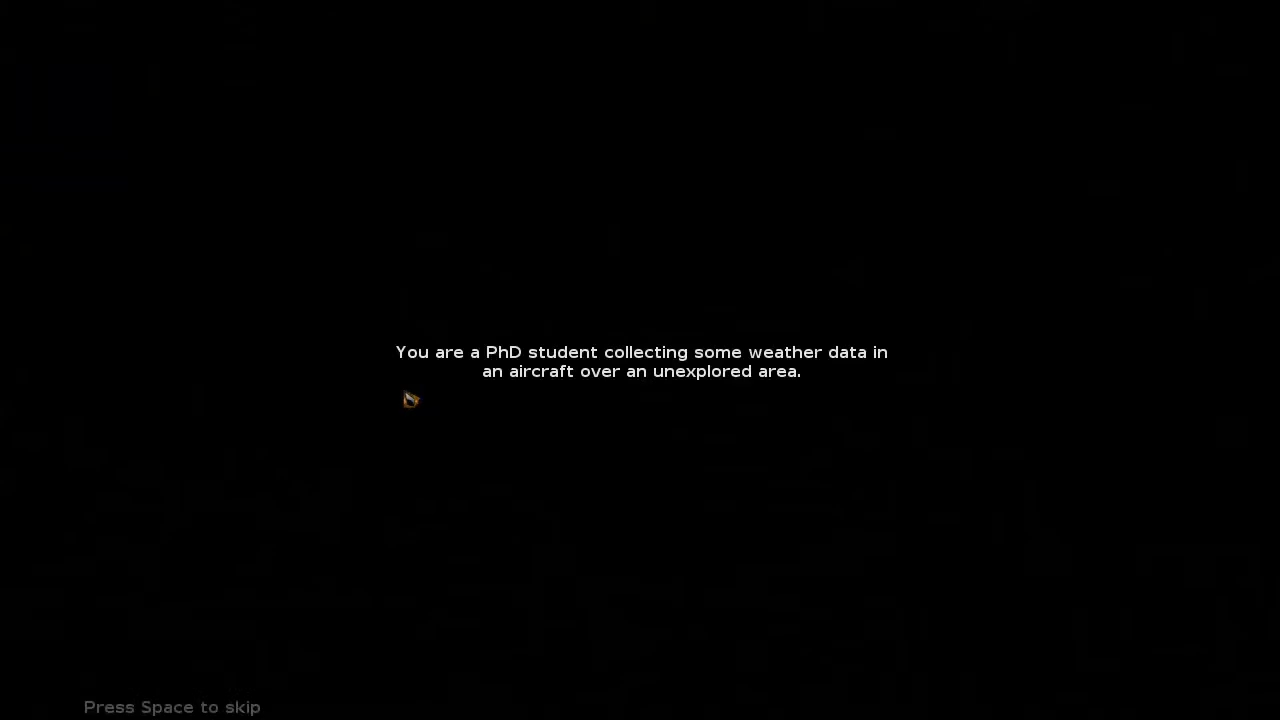 You are a PhD student collecting some weather data in
an aircraft over an unexplored area.
Press Space to skip